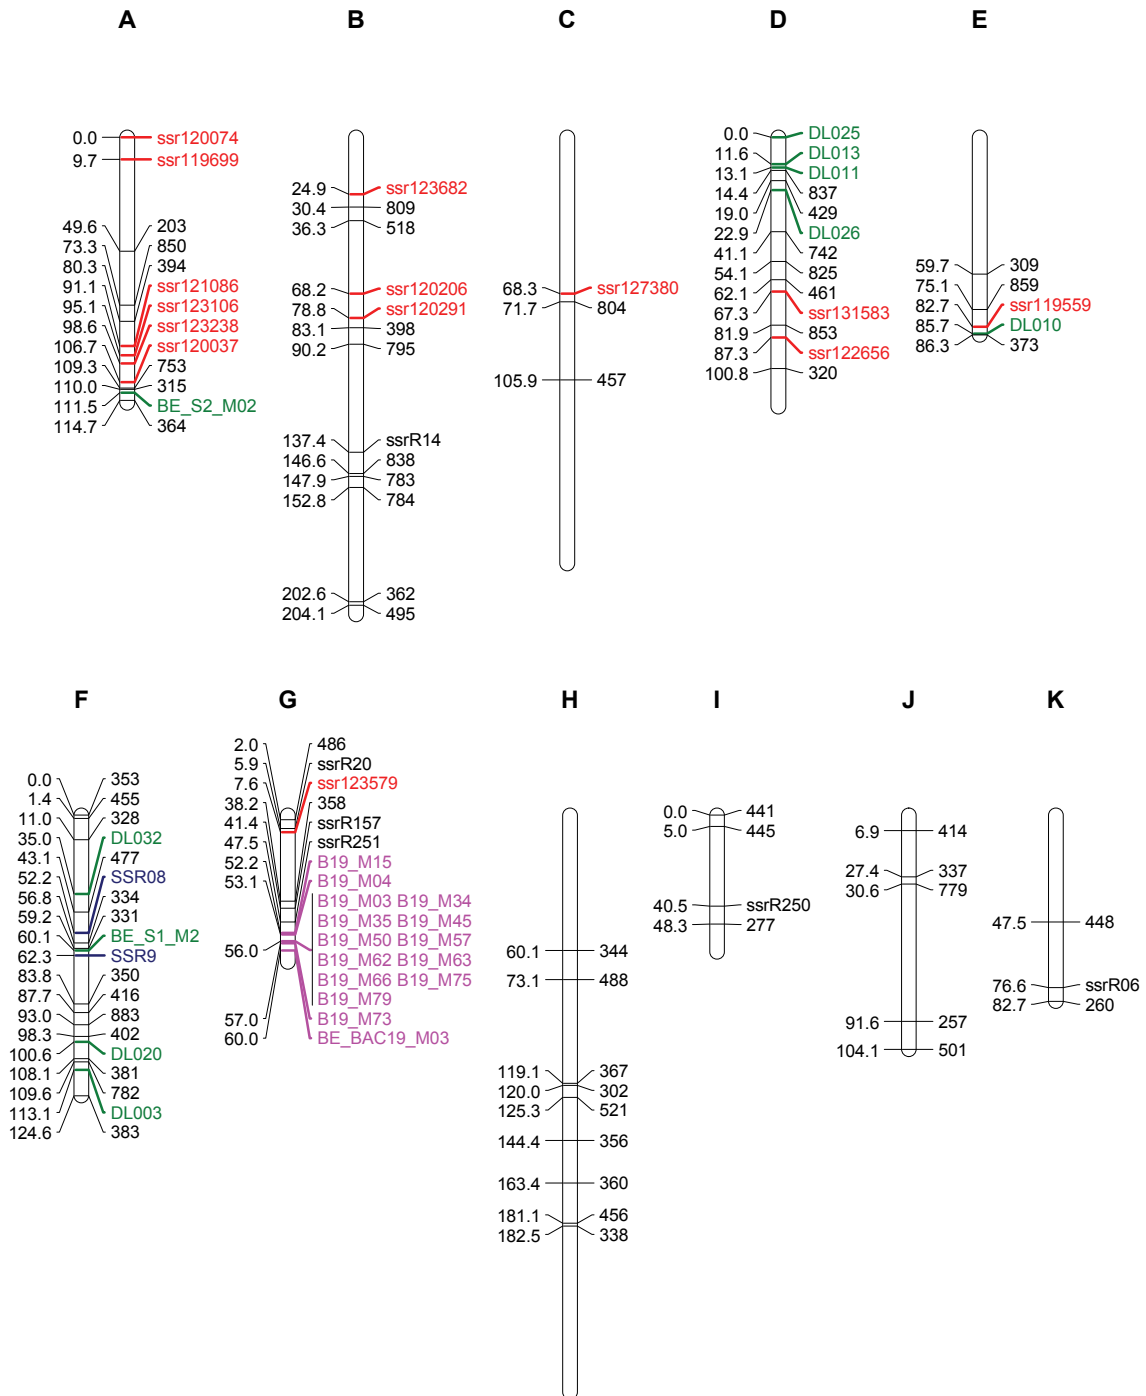 A B C D E
0.0 ssr120074
9.7 ssr119699
49.6 203
73.3 850
80.3 394
91.1 ssr121086
95.1 ssr123106
98.6 ssr123238
106.7 ssr120037
109.3 753
110.0 315
111.5 BE_S2_M02
114.7 364
24.9 ssr123682
30.4 809
36.3 518
68.2 ssr120206
78.8 ssr120291
83.1 398
90.2 795
137.4 ssrR14
146.6 838
147.9 783
152.8 784
202.6 362
204.1 495
68.3 ssr127380
71.7 804
105.9 457
0.0 DL025
11.6 DL013
13.1 DL011
14.4 837
19.0 429
22.9 DL026
41.1 742
54.1 825
62.1 461
67.3 ssr131583
81.9 853
87.3 ssr122656
100.8 320
59.7 309
75.1 859
82.7 ssr119559
85.7 DL010
86.3 373
F G H I J K
0.0 353
1.4 455
11.0 328
35.0 DL032
43.1 477
52.2 SSR08
56.8 334
59.2 331
60.1 BE_S1_M2
62.3 SSR9
83.8 350
87.7 416
93.0 883
98.3 402
100.6 DL020
108.1 381
109.6 782
113.1 DL003
124.6 383
2.0 486
5.9 ssrR20
7.6 ssr123579
38.2 358
41.4 ssrR157
47.5 ssrR251
52.2 B19_M15
53.1 B19_M04
B19_M03 B19_M34
B19_M35 B19_M45
56.0 B19_M50 B19_M57
B19_M62 B19_M63
B19_M66 B19_M75
B19_M79
57.0 B19_M73
60.0 BE_BAC19_M03
60.1 344
73.1 488
119.1 367
120.0 302
125.3 521
144.4 356
163.4 360
181.1 456
182.5 338
0.0 441
5.0 445
40.5 ssrR250
48.3 277
6.9 414
27.4 337
30.6 779
91.6 257
104.1 501
47.5 448
76.6 ssrR06
82.7 260